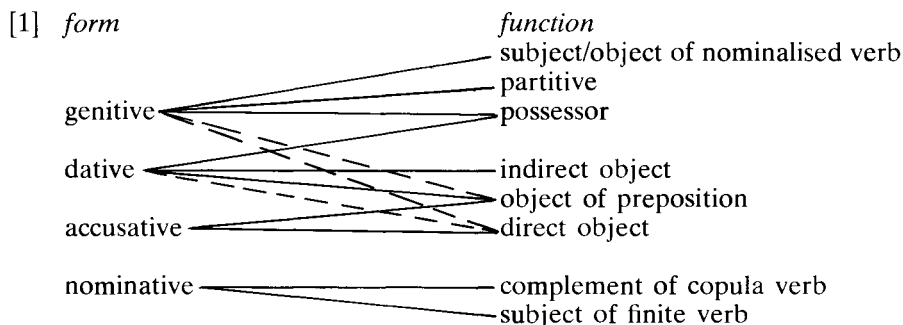 [1] form function
subject/object of nominalised verb
partitive
genitive possessor
dative indirect object
object of preposition
accusative direct object
nominative complement of copula verb
subject of finite verb